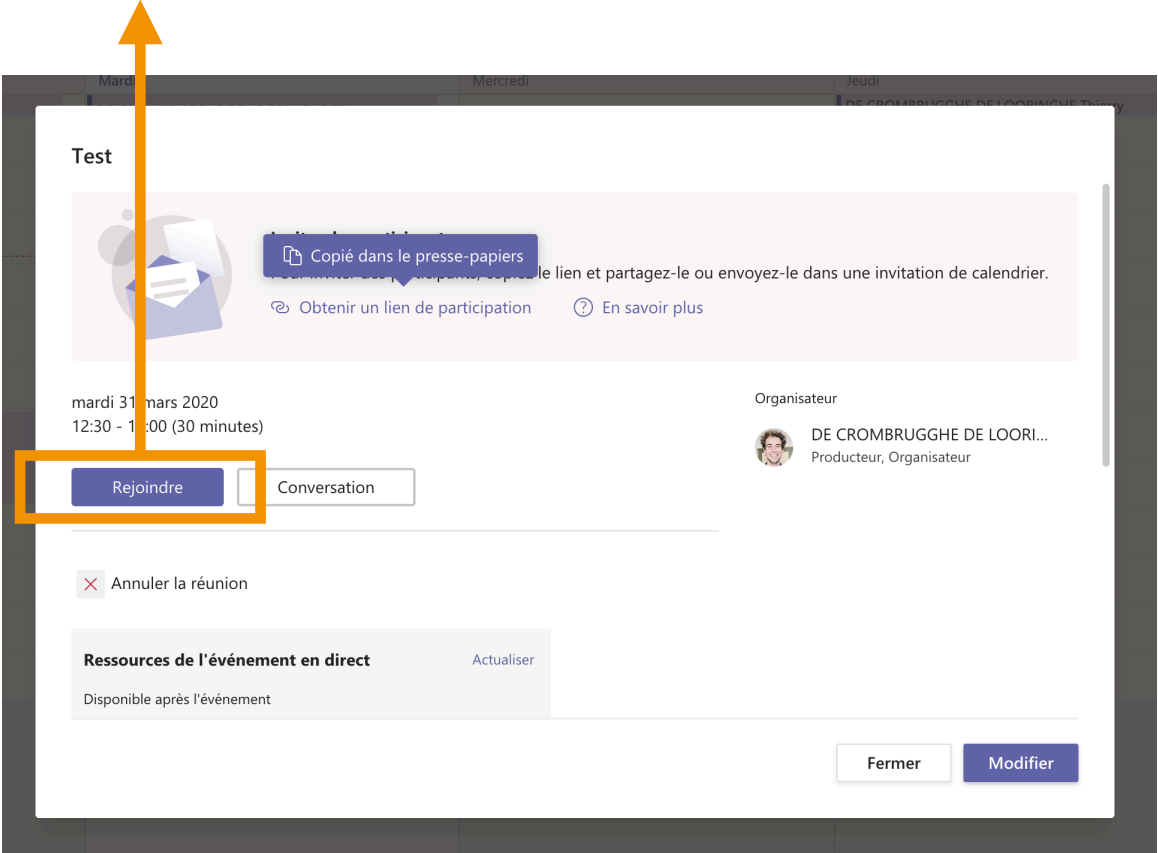 Mardi
Mercredi
Jeudi
DE CROMBRUGGHE DE LOORINGHE Thierry
Test
Copié dans le presse-papiers
le lien et partagez-le ou envoyez-le dans une invitation de calendrier.
Obtenir un lien de participation
En savoir plus
mardi 31 mars 2020
12:30 - 1:00 (30 minutes)
Organisateur
DE CROMBRUGGHE DE LOORI...
Producteur, Organisateur
Rejoindre
Conversation
Annuler la réunion
Ressources de l'événement en direct
Actualiser
Disponible après l'événement
Fermer
Modifier